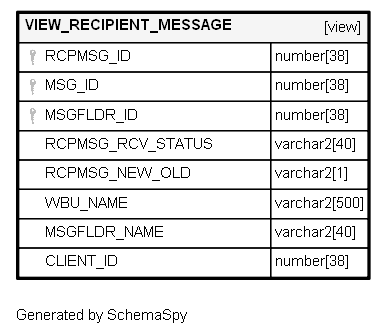 VIEW_RECIPIENT_MESSAGE [view]
RCPMSG_ID number[38]
MSG_ID number[38]
MSGFLDR_ID number[38]
RCPMSG_RCV_STATUS varchar2[40]
RCPMSG_NEW_OLD varchar2[1]
WBU_NAME varchar2[500]
MSGFLDR_NAME varchar2[40]
CLIENT_ID number[38]
Generated by SchemaSpy